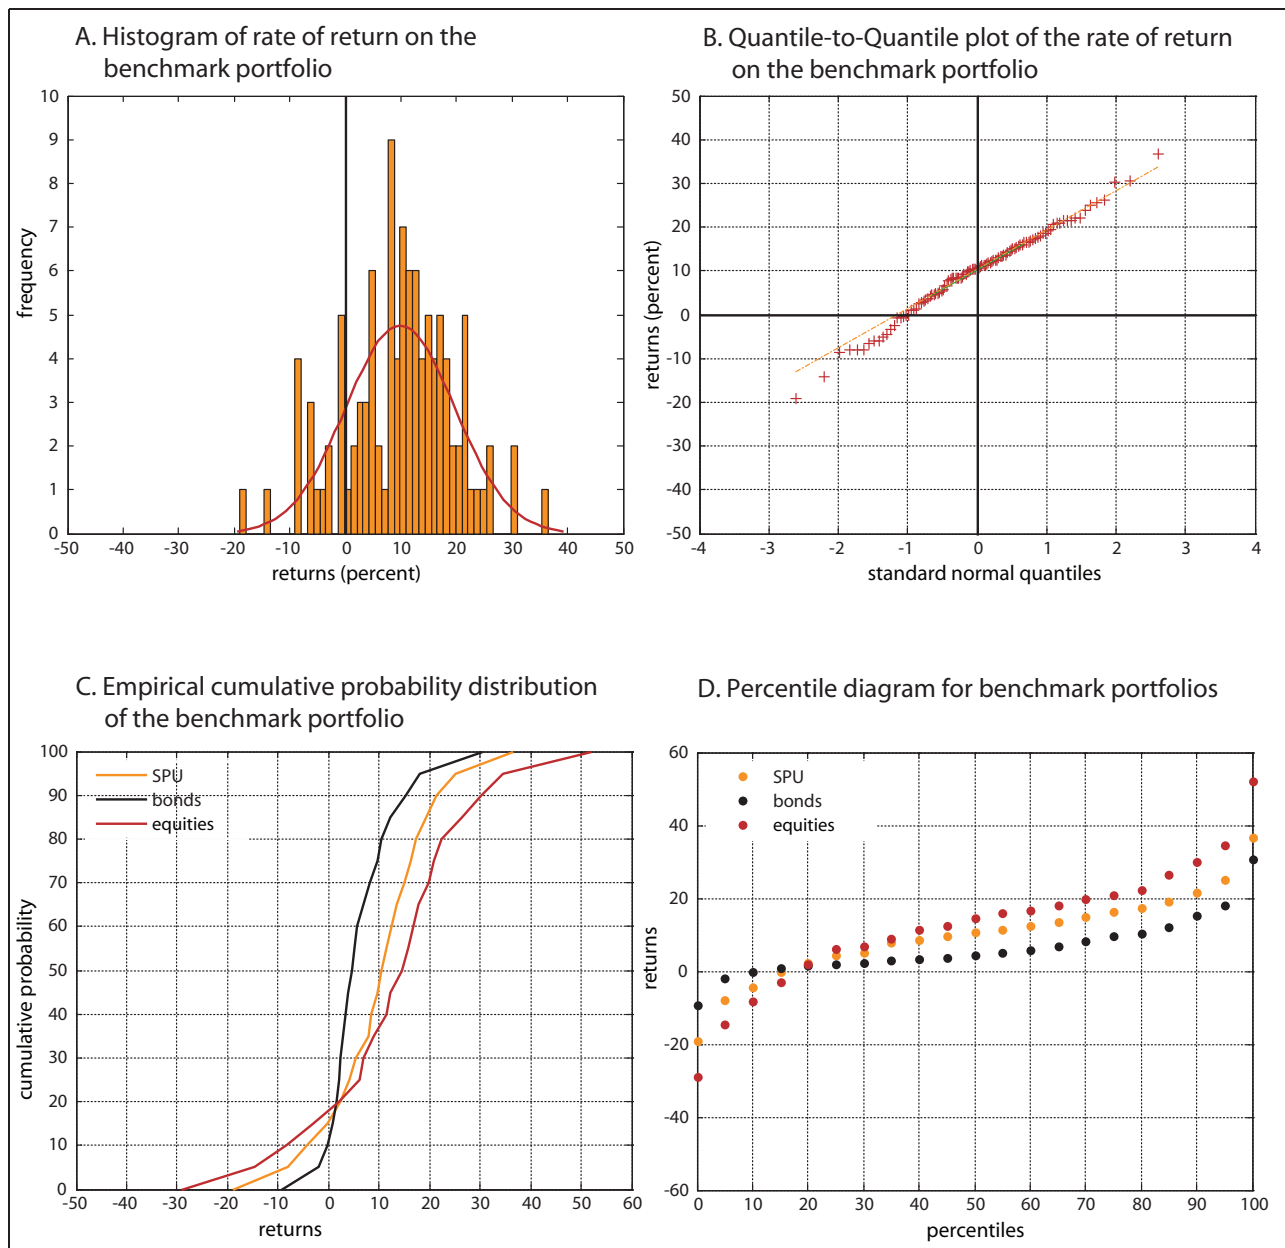 A. Histogram of rate of return on the
benchmark portfolio
10
9
8
7
6
5
4
3
2
1
0
frequency
-50 -40 -30 -20 -10 0 10 20 30 40 50
returns (percent)
B. Quantile-to-Quantile plot of the rate of return
on the benchmark portfolio
50
40
30
20
10
0
-10
-20
-30
-40
-50
returns (percent)
-4 -3 -2 -1 0 1 2 3 4
standard normal quantiles
C. Empirical cumulative probability distribution
of the benchmark portfolio
100
90
80
70
60
50
40
30
20
10
0
cumulative probability
SPU
bonds
equities
-50 -40 -30 -20 -10 0 10 20 30 40 50 60
returns
D. Percentile diagram for benchmark portfolios
60
40
20
0
-20
-40
-60
returns
SPU
bonds
equities
0 10 20 30 40 50 60 70 80 90 100
percentiles